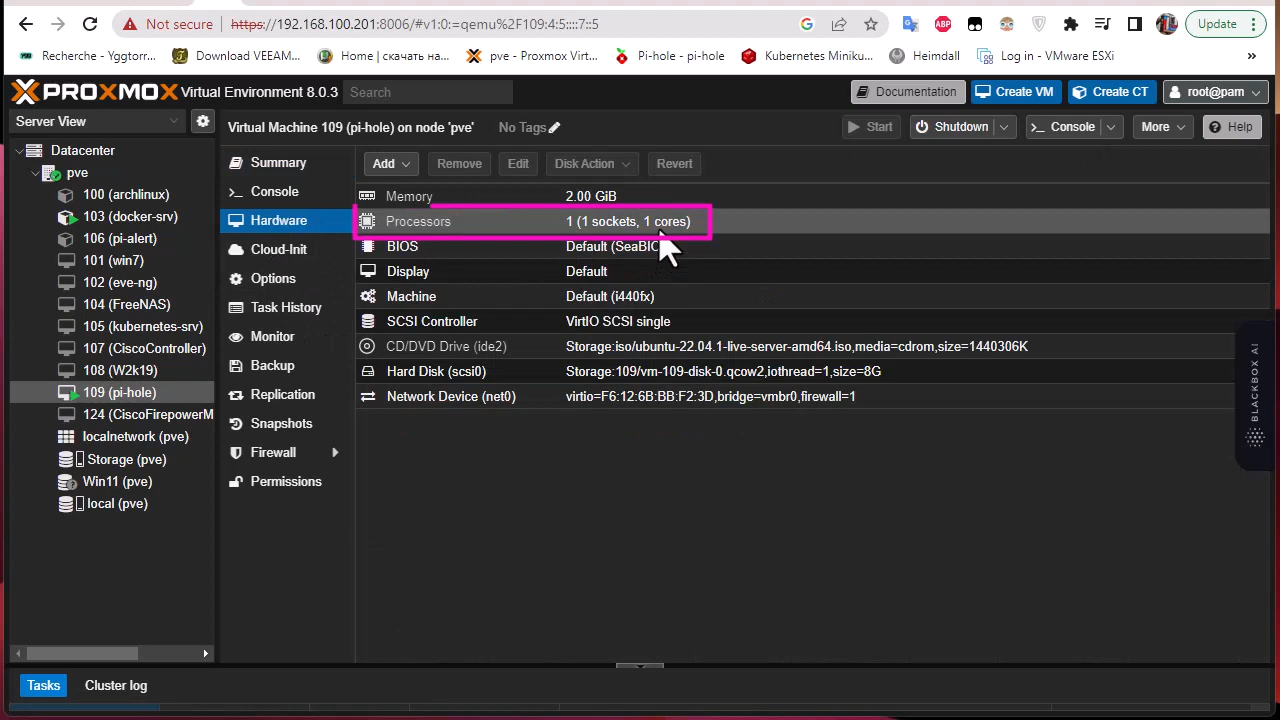 Not secure https://192.168.100.201:8006/#v1:0:=qemu%2F109:4:5::::7::5 Update
Recherche - Yggtorr... Download VEEAM... Home | скачать на... pve - Proxmox Virt... Pi-hole - pi-hole Kubernetes Miniku... Heimdall Log in - VMware ESXi »
PROXMOX Virtual Environment 8.0.3 Search Documentation Create VM Create CT root@pam
Server View
Virtual Machine 109 (pi-hole) on node 'pve' No Tags Start Shutdown Console More Help
Datacenter
pve
100 (archlinux)
103 (docker-srv)
106 (pi-alert)
101 (win7)
102 (eve-ng)
104 (FreeNAS)
105 (kubernetes-srv)
107 (CiscoController)
108 (W2k19)
109 (pi-hole)
124 (CiscoFirepowerM
localnetwork (pve)
Storage (pve)
Win11 (pve)
local (pve)
Summary
Console
Hardware
Cloud-Init
Options
Task History
Monitor
Backup
Replication
Snapshots
Firewall
Permissions
Add Remove Edit Disk Action Revert
Memory 2.00 GiB
Processors 1 (1 sockets, 1 cores)
BIOS Default (SeaBIO
Display Default
Machine Default (i440fx)
SCSI Controller VirtIO SCSI single
CD/DVD Drive (ide2) Storage:iso/ubuntu-22.04.1-live-server-amd64.iso,media=cdrom,size=1440306K
Hard Disk (scsi0) Storage:109/vm-109-disk-0.qcow2,iothread=1,size=8G
Network Device (net0) virtio=F6:12:6B:BB:F2:3D,bridge=vmbr0,firewall=1
BLACKBOX AI
Tasks Cluster log